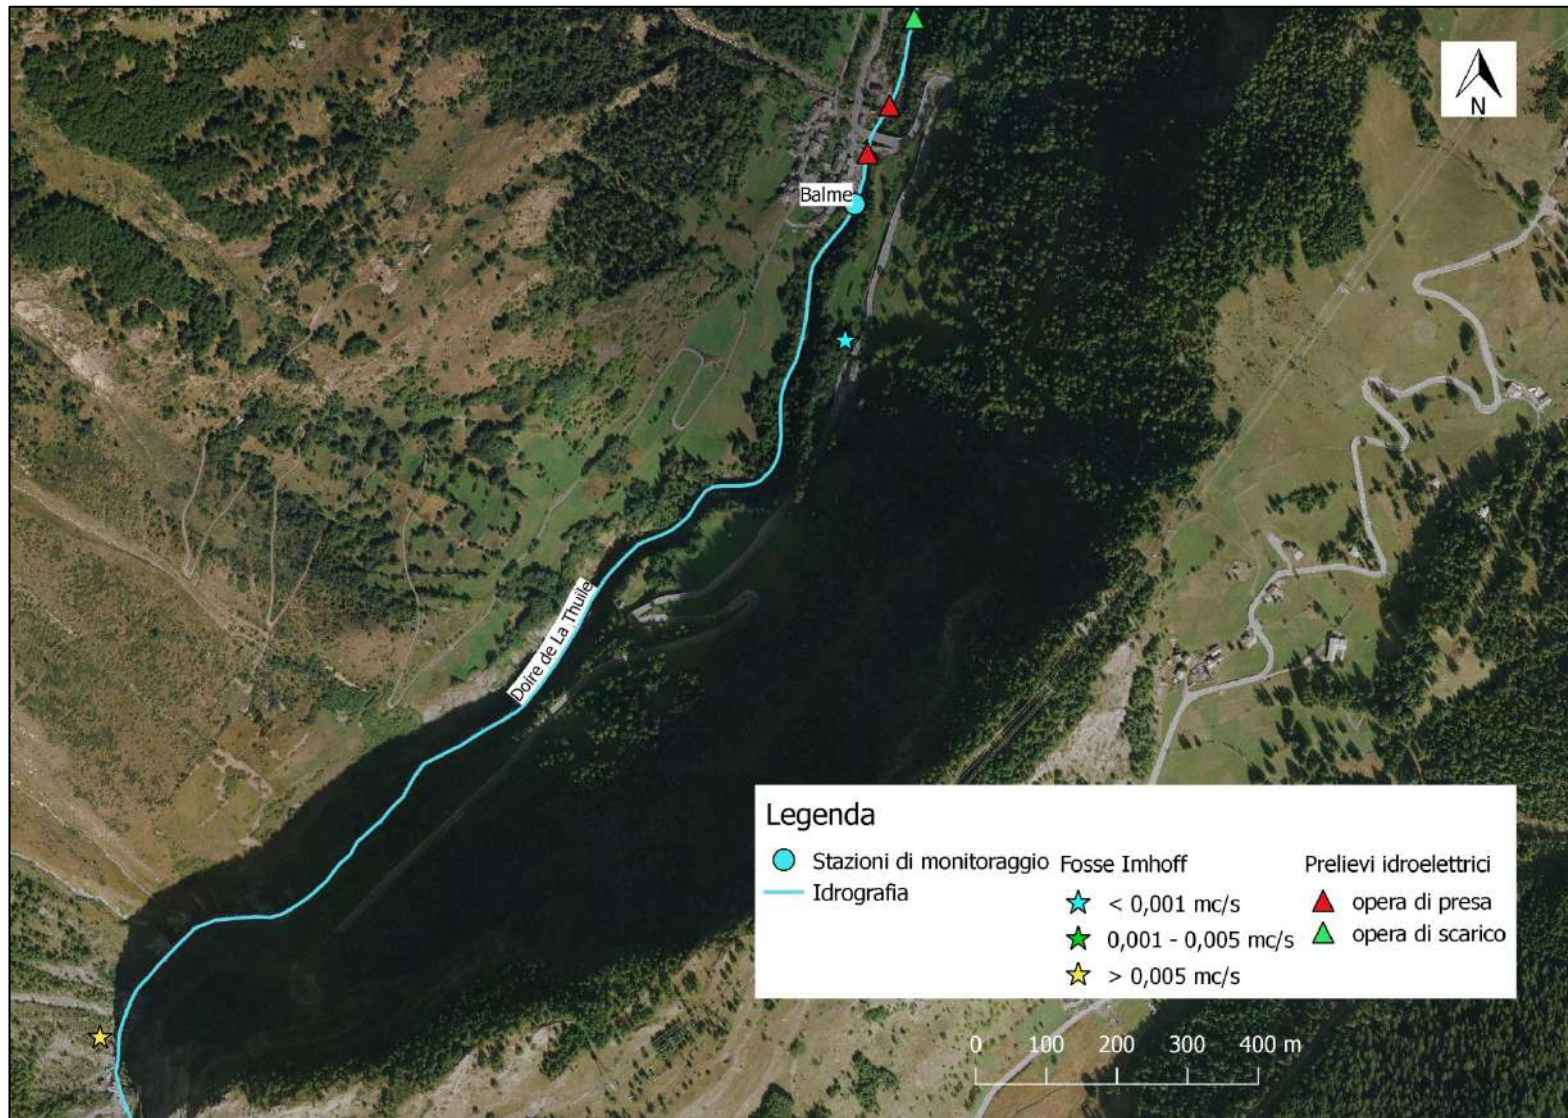 N
Balme
Doire de La Thuile
Legenda
Stazioni di monitoraggio
Idrografia
Fosse Imhoff
< 0,001 mc/s
0,001 - 0,005 mc/s
> 0,005 mc/s
Prelievi idroelettrici
opera di presa
opera di scarico
0 100 200 300 400 m